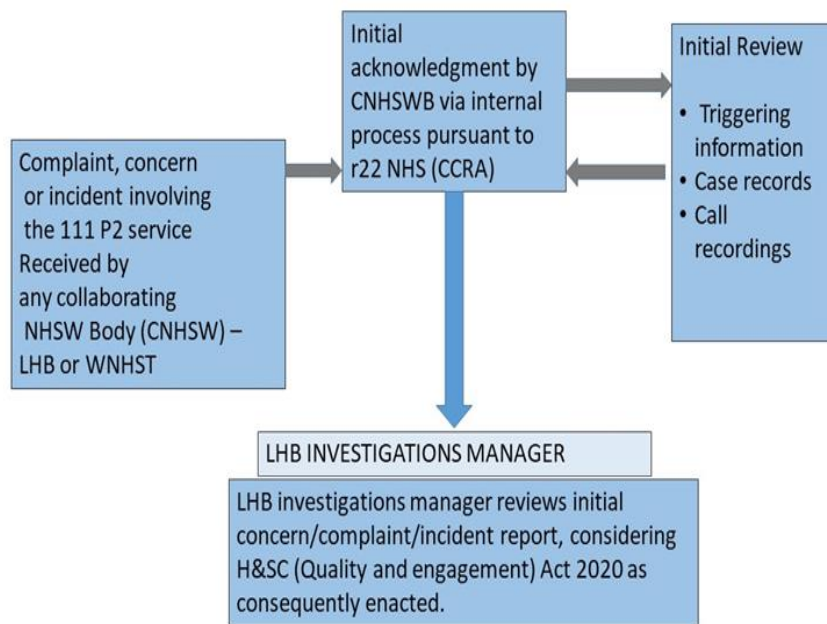 Complaint, concern
or incident involving
the 111 P2 service
Received by
any collaborating
NHSW Body (CNHSW) –
LHB or WNHST
Initial
acknowledgment by
CNHSWB via internal
process pursuant to
r22 NHS (CCRA)
Initial Review
• Triggering
information
• Case records
• Call
recordings
LHB INVESTIGATIONS MANAGER
LHB investigations manager reviews initial
concern/complaint/incident report, considering
H&SC (Quality and engagement) Act 2020 as
consequently enacted.